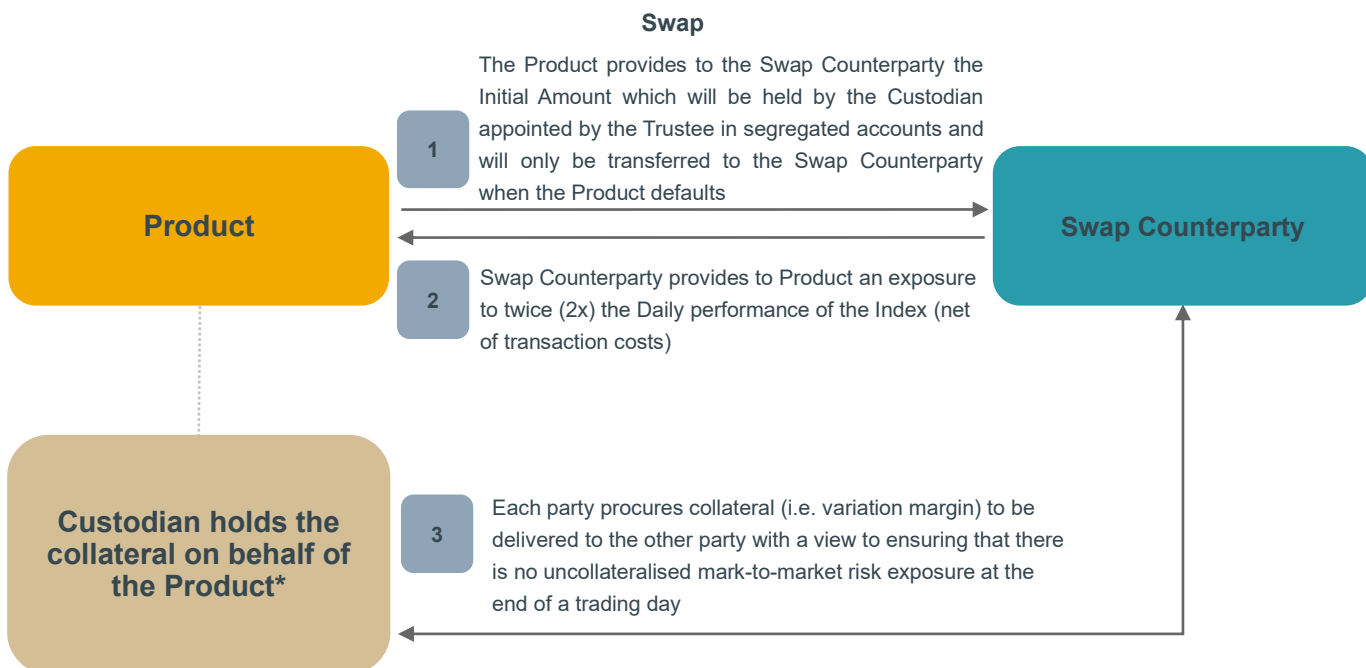 Swap
The Product provides to the Swap Counterparty the
Initial Amount which will be held by the Custodian
appointed by the Trustee in segregated accounts and
will only be transferred to the Swap Counterparty
when the Product defaults
1
Product
Swap Counterparty
2
Swap Counterparty provides to Product an exposure
to twice (2x) the Daily performance of the Index (net
of transaction costs)
Custodian holds the
collateral on behalf of
the Product*
3
Each party procures collateral (i.e. variation margin) to be
delivered to the other party with a view to ensuring that there
is no uncollateralised mark-to-market risk exposure at the
end of a trading day